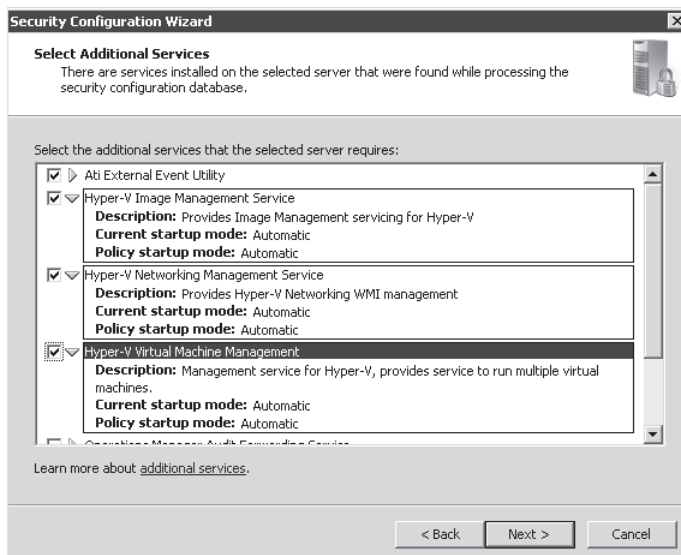 Security Configuration Wizard
Select Additional Services
There are services installed on the selected server that were found while processing the
security configuration database.
Select the additional services that the selected server requires:
Ati External Event Utility
Hyper-V Image Management Service
Description: Provides Image Management servicing for Hyper-V
Current startup mode: Automatic
Policy startup mode: Automatic
Hyper-V Networking Management Service
Description: Provides Hyper-V Networking WMI management
Current startup mode: Automatic
Policy startup mode: Automatic
Hyper-V Virtual Machine Management
Description: Management service for Hyper-V, provides service to run multiple virtual
machines.
Current startup mode: Automatic
Policy startup mode: Automatic
Operations Manager Audit Forwarding Service
Learn more about additional services.
< Back
Next >
Cancel